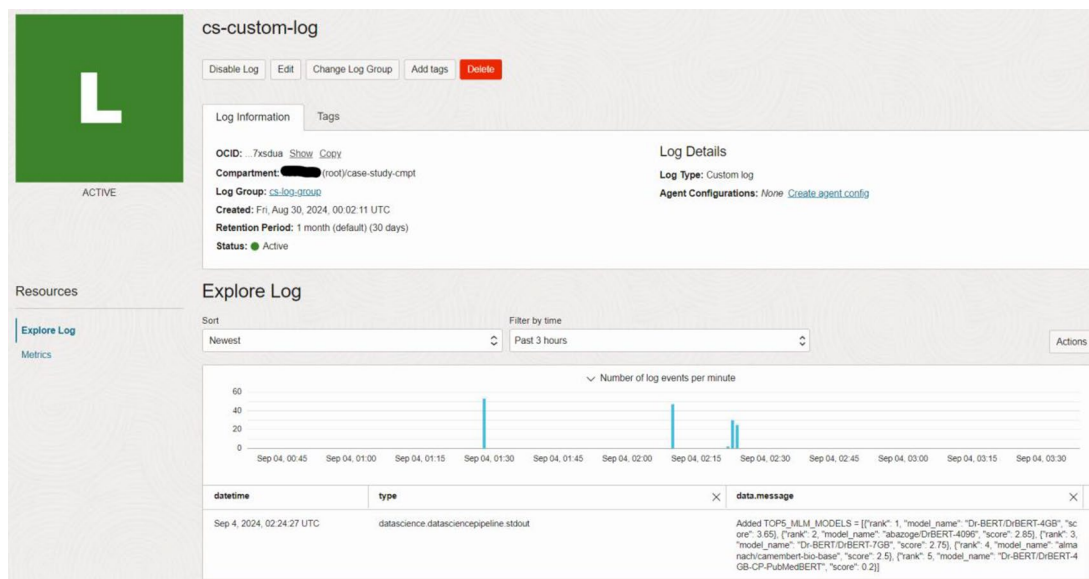 cs-custom-log
Disable Log Edit Change Log Group Add tags Delete
L
ACTIVE
Log Information Tags
OCID: ...7xsdua Show Copy
Compartment: (root)/case-study-cmpt
Log Group: cs-log-group
Created: Fri, Aug 30, 2024, 00:02:11 UTC
Retention Period: 1 month (default) (30 days)
Status: Active
Log Details
Log Type: Custom log
Agent Configurations: None Create agent config
Resources
Explore Log
Metrics
Explore Log
Sort
Newest
Filter by time
Past 3 hours
Actions
Number of log events per minute
60
40
20
0
Sep 04, 00:45 Sep 04, 01:00 Sep 04, 01:15 Sep 04, 01:30 Sep 04, 01:45 Sep 04, 02:00 Sep 04, 02:15 Sep 04, 02:30 Sep 04, 02:45 Sep 04, 03:00 Sep 04, 03:15 Sep 04, 03:30
datetime type data.message
Sep 4, 2024, 02:24:27 UTC datascience.datasciencepipeline.stdout
Added TOP5_MLM_MODELS = [{"rank": 1, "model_name": "Dr-BERT/DrBERT-4GB", "sc
ore": 3.65}, {"rank": 2, "model_name": "abazoge/DrBERT-4096", "score": 2.85}, {"rank": 3,
"model_name": "Dr-BERT/DrBERT-7GB", "score": 2.75}, {"rank": 4, "model_name": "alma
nach/camembert-bio-base", "score": 2.5}, {"rank": 5, "model_name": "Dr-BERT/DrBERT-4
GB-CP-PubMedBERT", "score": 0.2}]